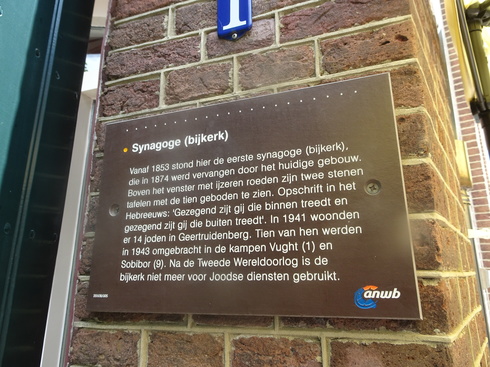 1
Synagoge (bijkerk)
Vanaf 1853 stond hier de eerste synagoge (bijkerk),
die in 1874 werd vervangen door het huidige gebouw.
Boven het venster met ijzeren roeden zijn twee stenen
tafelen met de tien geboden te zien. Opschrift in het
Hebreeuws: 'Gezegend zijt gij die binnen treedt en
gezegend zijt gij die buiten treedt'. In 1941 woonden
er 14 joden in Geertruidenberg. Tien van hen werden
in 1943 omgebracht in de kampen Vught (1) en
Sobibor (9). Na de Tweede Wereldoorlog is de
bijkerk niet meer voor Joodse diensten gebruikt.
anwb